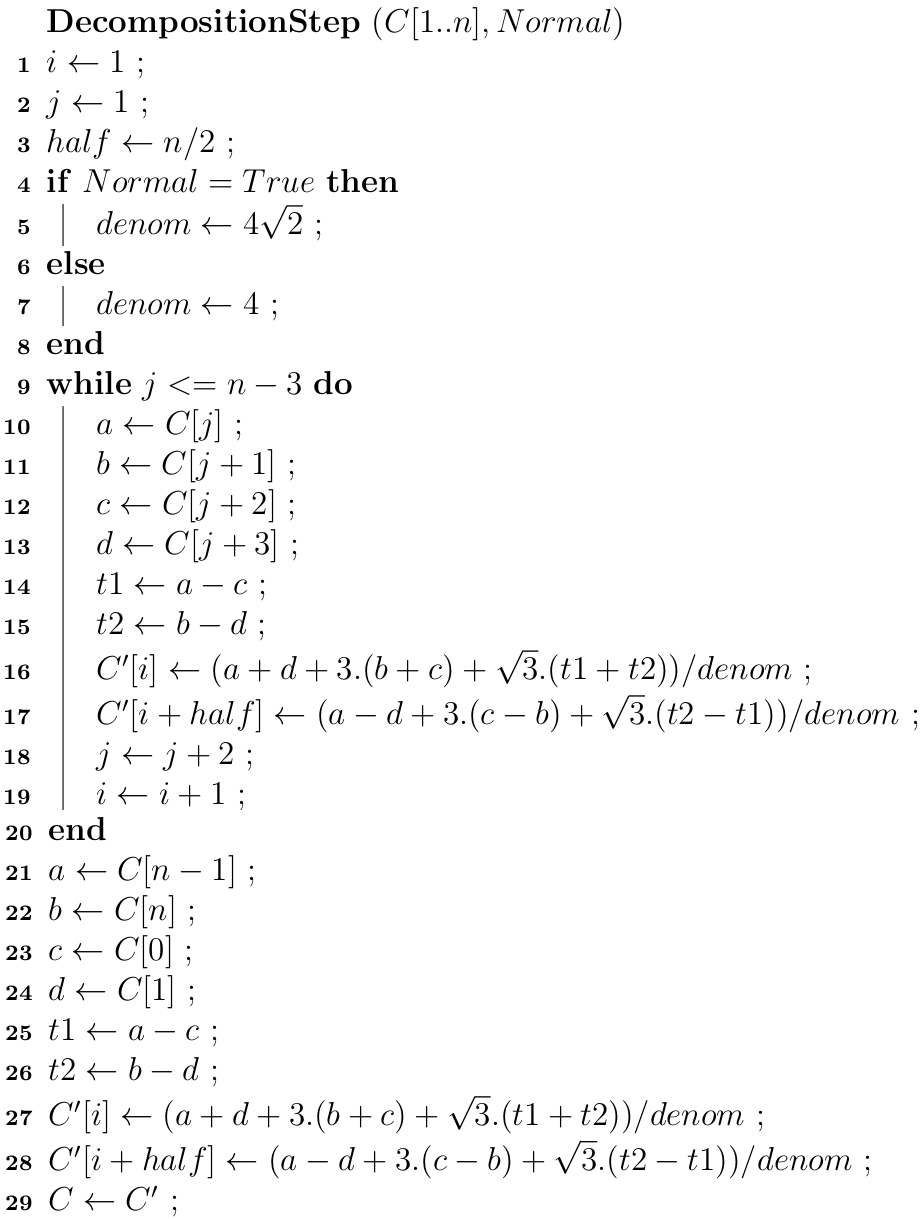 DecompositionStep (C[1..n], Normal)
1 i ← 1 ;
2 j ← 1 ;
3 half ← n/2 ;
4 if Normal = True then
5 denom ← 4√2 ;
6 else
7 denom ← 4 ;
8 end
9 while j <= n − 3 do
10 a ← C[j] ;
11 b ← C[j + 1] ;
12 c ← C[j + 2] ;
13 d ← C[j + 3] ;
14 t1 ← a − c ;
15 t2 ← b − d ;
16 C′[i] ← (a + d + 3.(b + c) + √3.(t1 + t2))/denom ;
17 C′[i + half] ← (a − d + 3.(c − b) + √3.(t2 − t1))/denom ;
18 j ← j + 2 ;
19 i ← i + 1 ;
20 end
21 a ← C[n − 1] ;
22 b ← C[n] ;
23 c ← C[0] ;
24 d ← C[1] ;
25 t1 ← a − c ;
26 t2 ← b − d ;
27 C′[i] ← (a + d + 3.(b + c) + √3.(t1 + t2))/denom ;
28 C′[i + half] ← (a − d + 3.(c − b) + √3.(t2 − t1))/denom ;
29 C ← C′ ;